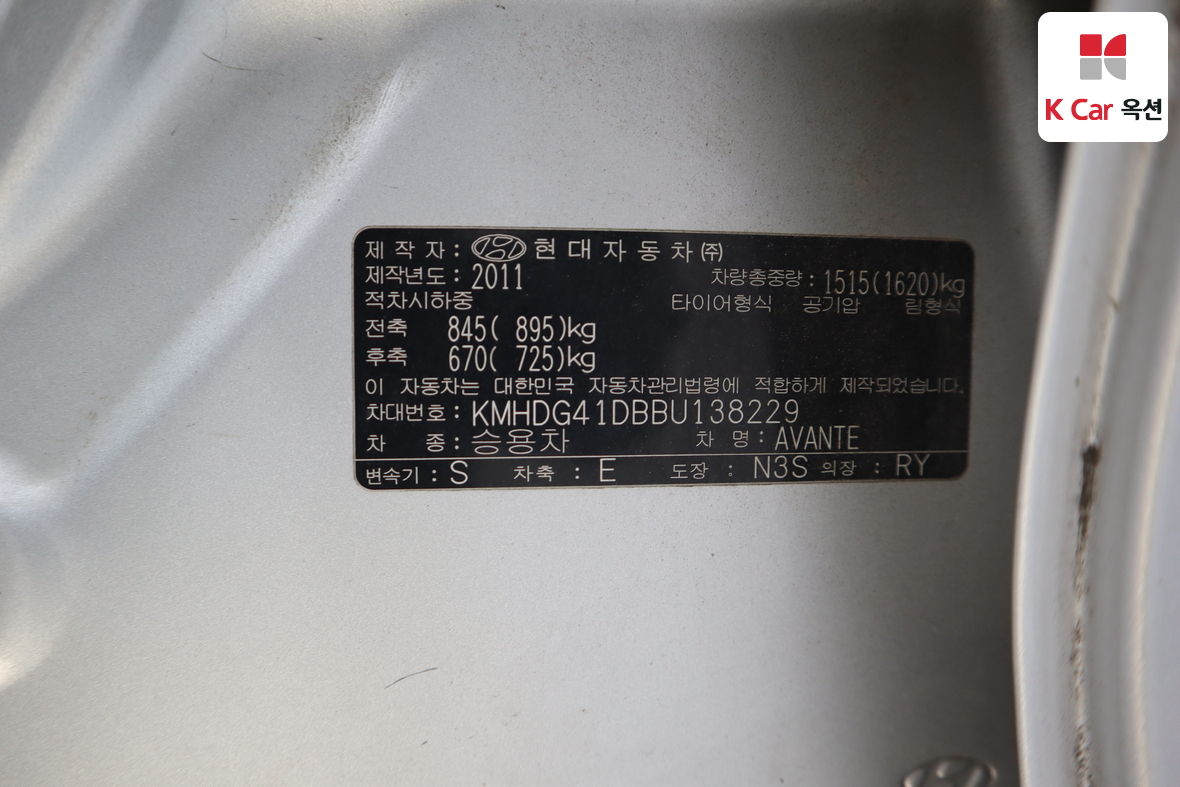 K Car 옥션
제 작 자 : 현 대 자 동 차 ㈜
제작년도 : 2011 차량총중량 : 1515(1620)kg
적차시하중 타이어형식 공기압 림형식
전축 845( 895)kg
후축 670( 725)kg
이 자동차는 대한민국 자동차관리법령에 적합하게 제작되었습니다.
차대번호 : KMHDG41DBBU138229
차 종 : 승용차 차 명 : AVANTE
변속기 : S 차축 : E 도장 : N3S 의장 : RY